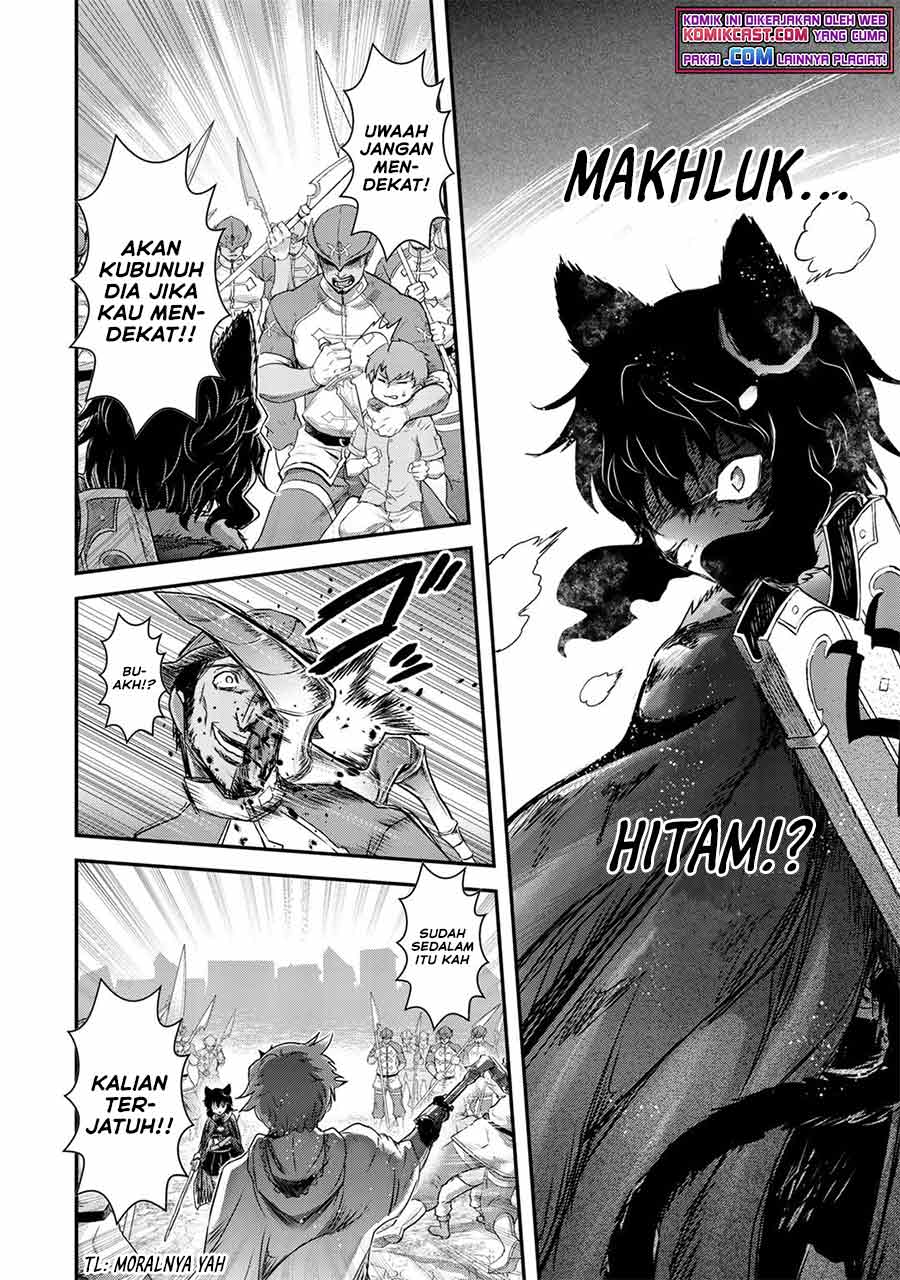 KOMIK INI DIKERJAKAN OLEH WEB
KOMIKCAST.COM YANG CUMA
PAKAI .COM LAINNYA PLAGIAT!
MAKHLUK...
HITAM!?
UWAAH
JANGAN
MEN-
DEKAT!
AKAN
KUBUNUH
DIA JIKA
KAU MEN-
DEKAT!!
ゴッ
BU-
AKH!?
SUDAH
SEDALAM
ITU KAH
KALIAN
TER-
JATUH!!
TL: MORALNYA YAH